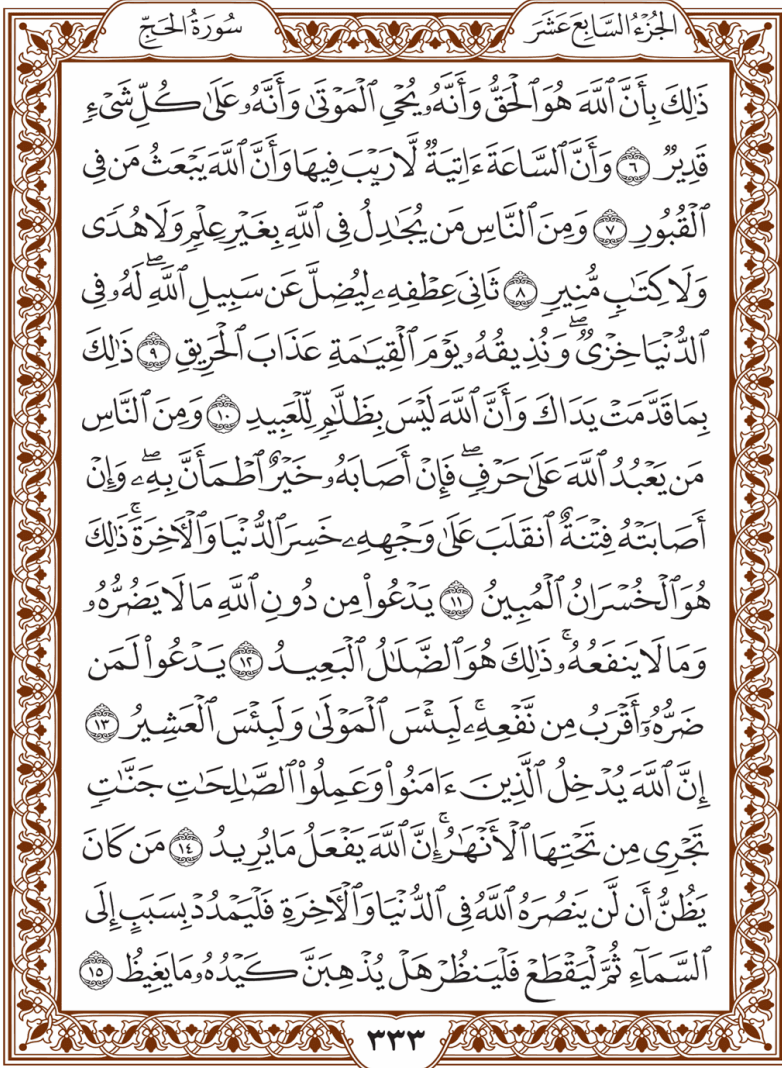 الجُزْءُ السَّابِعَ عَشَرَ
سُورَةُ الحَجِّ
ذَٰلِكَ بِأَنَّ ٱللَّهَ هُوَ ٱلْحَقُّ وَأَنَّهُۥ يُحْىِ ٱلْمَوْتَىٰ وَأَنَّهُۥ عَلَىٰ كُلِّ شَىْءٍ
قَدِيرٌ ٦ وَأَنَّ ٱلسَّاعَةَ ءَاتِيَةٌ لَّا رَيْبَ فِيهَا وَأَنَّ ٱللَّهَ يَبْعَثُ مَن فِى
ٱلْقُبُورِ ٧ وَمِنَ ٱلنَّاسِ مَن يُجَٰدِلُ فِى ٱللَّهِ بِغَيْرِ عِلْمٍ وَلَا هُدًى
وَلَا كِتَٰبٍ مُّنِيرٍ ٨ ثَانِىَ عِطْفِهِۦ لِيُضِلَّ عَن سَبِيلِ ٱللَّهِۖ لَهُۥ فِى
ٱلدُّنْيَا خِزْىٌۖ وَنُذِيقُهُۥ يَوْمَ ٱلْقِيَٰمَةِ عَذَابَ ٱلْحَرِيقِ ٩ ذَٰلِكَ
بِمَا قَدَّمَتْ يَدَاكَ وَأَنَّ ٱللَّهَ لَيْسَ بِظَلَّٰمٍ لِّلْعَبِيدِ ١٠ وَمِنَ ٱلنَّاسِ
مَن يَعْبُدُ ٱللَّهَ عَلَىٰ حَرْفٍۖ فَإِنْ أَصَابَهُۥ خَيْرٌ ٱطْمَأَنَّ بِهِۦۖ وَإِنْ
أَصَابَتْهُ فِتْنَةٌ ٱنقَلَبَ عَلَىٰ وَجْهِهِۦ خَسِرَ ٱلدُّنْيَا وَٱلْـَٔاخِرَةَۚ ذَٰلِكَ
هُوَ ٱلْخُسْرَانُ ٱلْمُبِينُ ١١ يَدْعُوا۟ مِن دُونِ ٱللَّهِ مَا لَا يَضُرُّهُۥ
وَمَا لَا يَنفَعُهُۥۚ ذَٰلِكَ هُوَ ٱلضَّلَٰلُ ٱلْبَعِيدُ ١٢ يَدْعُوا۟ لَمَن
ضَرُّهُۥٓ أَقْرَبُ مِن نَّفْعِهِۦۚ لَبِئْسَ ٱلْمَوْلَىٰ وَلَبِئْسَ ٱلْعَشِيرُ ١٣
إِنَّ ٱللَّهَ يُدْخِلُ ٱلَّذِينَ ءَامَنُوا۟ وَعَمِلُوا۟ ٱلصَّٰلِحَٰتِ جَنَّٰتٍ
تَجْرِى مِن تَحْتِهَا ٱلْأَنْهَٰرُۚ إِنَّ ٱللَّهَ يَفْعَلُ مَا يُرِيدُ ١٤ مَن كَانَ
يَظُنُّ أَن لَّن يَنصُرَهُ ٱللَّهُ فِى ٱلدُّنْيَا وَٱلْـَٔاخِرَةِ فَلْيَمْدُدْ بِسَبَبٍ إِلَى
ٱلسَّمَآءِ ثُمَّ لْيَقْطَعْ فَلْيَنظُرْ هَلْ يُذْهِبَنَّ كَيْدُهُۥ مَا يَغِيظُ ١٥
٣٣٣